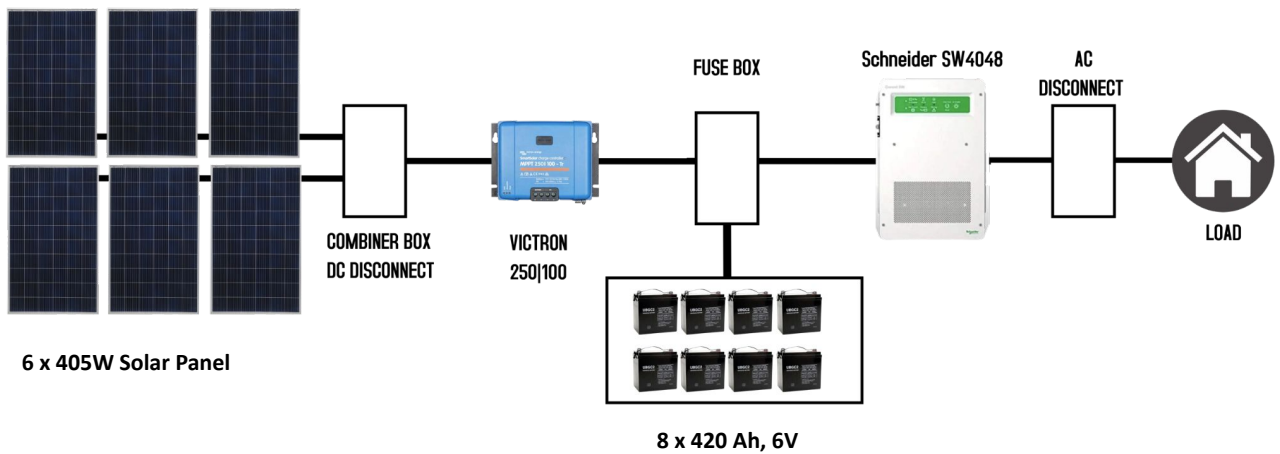 FUSE BOX
Schneider SW4048
AC
DISCONNECT
COMBINER BOX
DC DISCONNECT
VICTRON
250|100
LOAD
6 x 405W Solar Panel
8 x 420 Ah, 6V